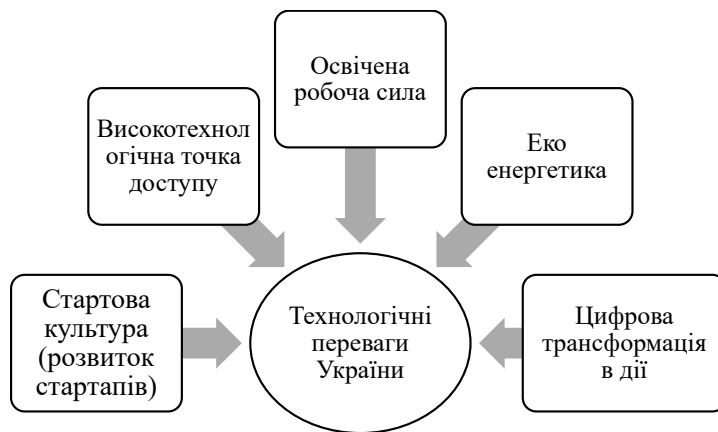 Освічена
робоча сила
Високотехнол
огічна точка
доступу
Еко
енергетика
Стартова
культура
(розвиток
стартапів)
Технологічні
переваги
України
Цифрова
трансформація
в дії